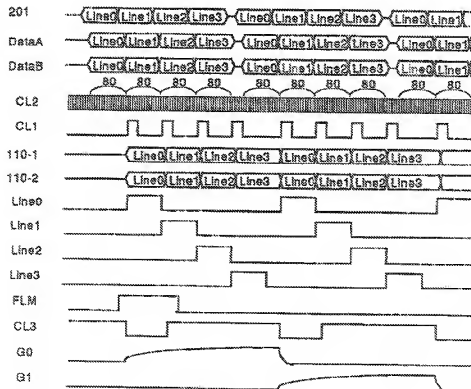 201 Line0 Line1 Line2 Line3 Line0 Line1 Line2 Line3 Line0 Line1
DataA Line0 Line1 Line2 Line3 Line0 Line1 Line2 Line3 Line0 Line1
DataB Line0 Line1 Line2 Line3 Line0 Line1 Line2 Line3 Line0 Line1
80 80 80 80 80 80 80 80 80 80
CL2
CL1
110-1 Line0 Line1 Line2 Line3 Line0 Line1 Line2 Line3
110-2 Line0 Line1 Line2 Line3 Line0 Line1 Line2 Line3
Line0
Line1
Line2
Line3
FLM
CL3
G0
G1